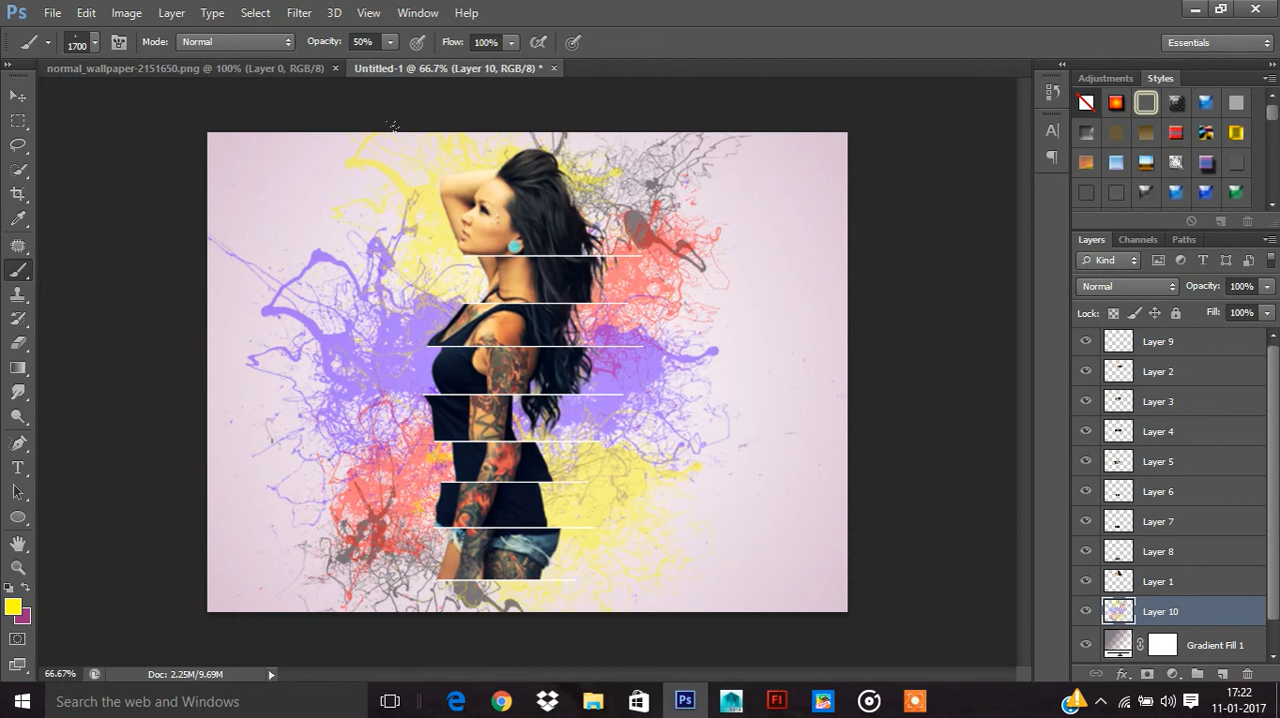 Ps File Edit Image Layer Type Select Filter 3D View Window Help
1700 Mode: Normal Opacity: 50% Flow: 100% Essentials
normal_wallpaper-2151650.png @ 100% (Layer 0, RGB/8) × Untitled-1 @ 66.7% (Layer 10, RGB/8) * ×
Adjustments Styles
Layers Channels Paths
Kind
Normal Opacity: 100%
Lock: Fill: 100%
Layer 9
Layer 2
Layer 3
Layer 4
Layer 5
Layer 6
Layer 7
Layer 8
Layer 1
Layer 10
Gradient Fill 1
66.67% Doc: 2.25M/9.69M
Search the web and Windows
17:22
11-01-2017